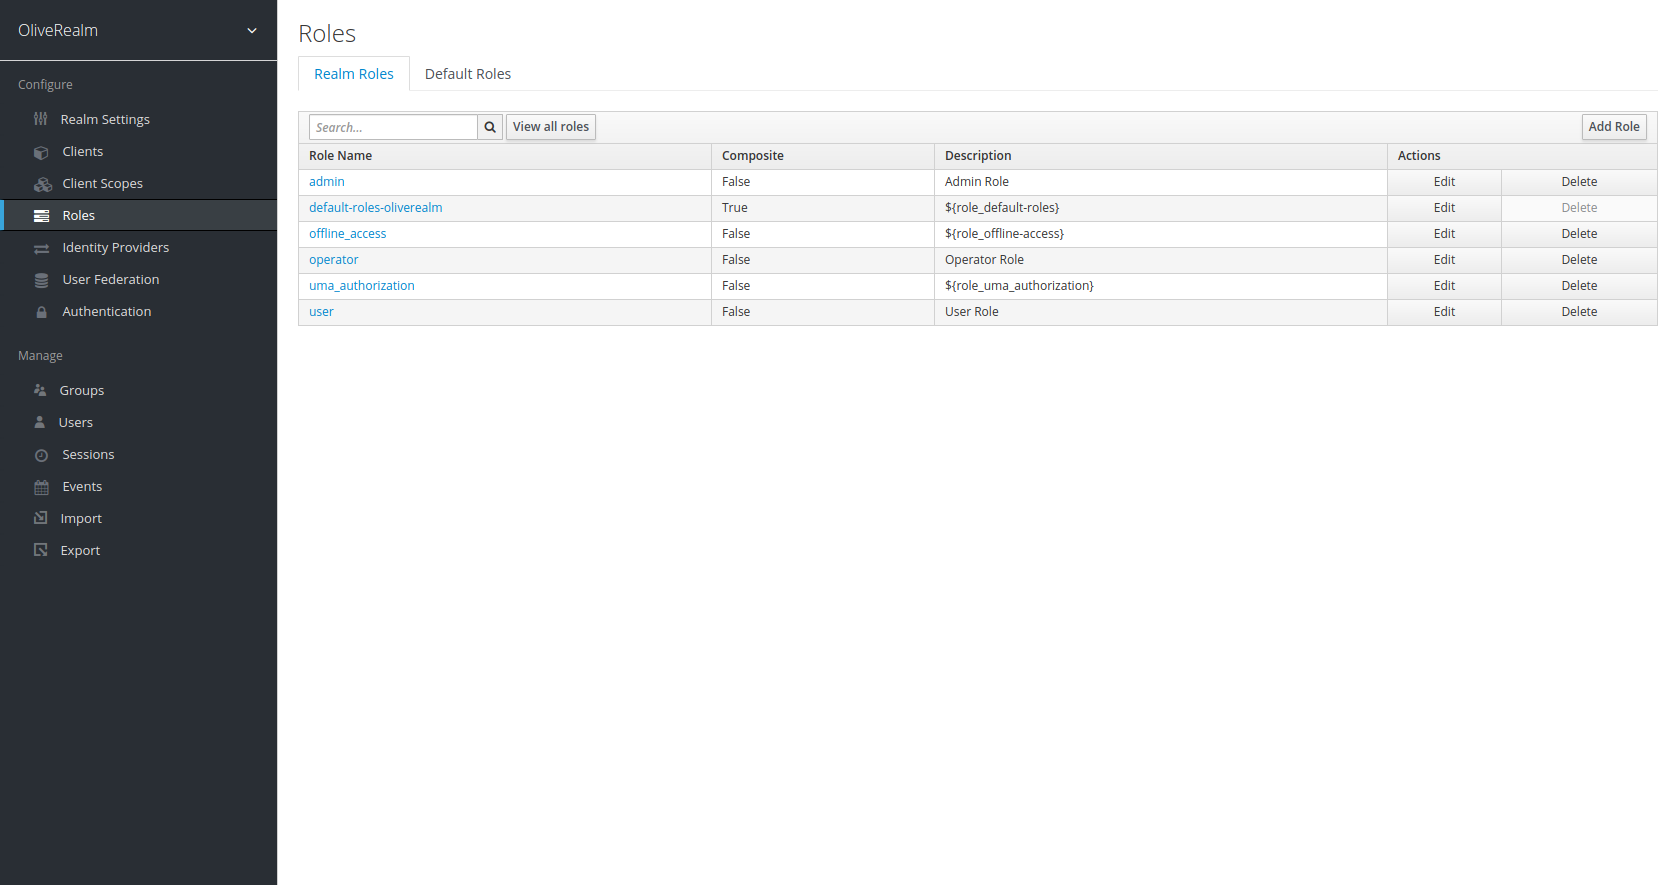 OliveRealm
Configure
Realm Settings
Clients
Client Scopes
Roles
Identity Providers
User Federation
Authentication
Manage
Groups
Users
Sessions
Events
Import
Export
Roles
Realm Roles Default Roles
Search... View all roles Add Role
Role Name Composite Description Actions
admin False Admin Role Edit Delete
default-roles-oliverealm True ${role_default-roles} Edit Delete
offline_access False ${role_offline-access} Edit Delete
operator False Operator Role Edit Delete
uma_authorization False ${role_uma_authorization} Edit Delete
user False User Role Edit Delete